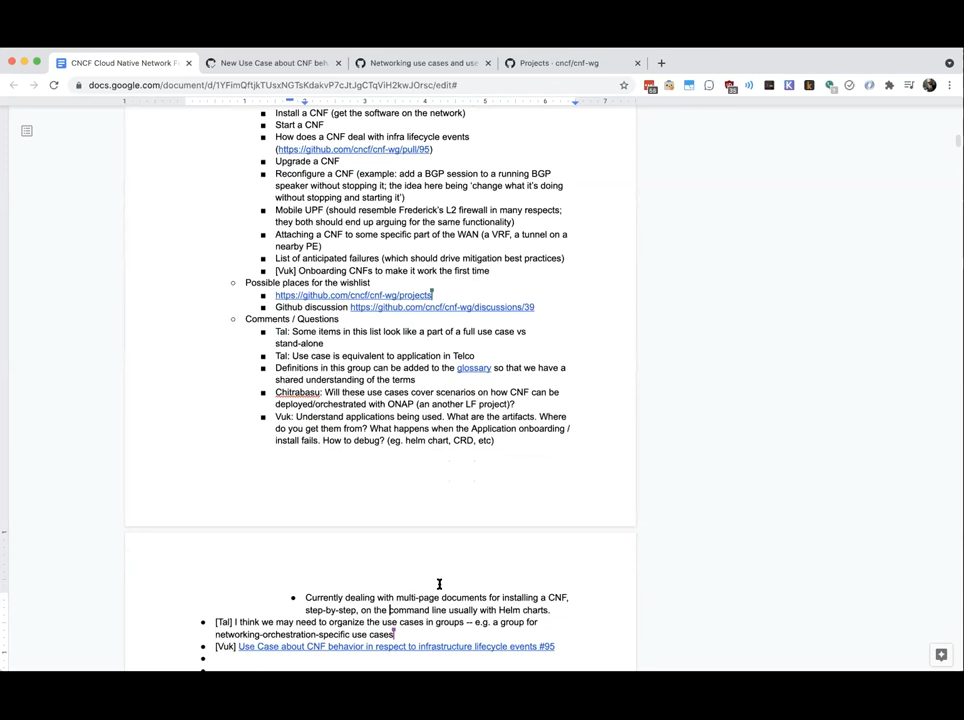 CNCF Cloud Native Network F
New Use Case about CNF beh
Networking use cases and use
Projects · cncf/cnf-wg
docs.google.com/document/d/1YFimQftjkTUsxNGTsKdakvP7cJtJgCTqViH2kwJOrsc/edit#
1 1 2 3 4 5 6 7
Install a CNF (get the software on the network)
Start a CNF
How does a CNF deal with infra lifecycle events
(https://github.com/cncf/cnf-wg/pull/95)
Upgrade a CNF
Reconfigure a CNF (example: add a BGP session to a running BGP
speaker without stopping it; the idea here being 'change what it's doing
without stopping and starting it')
Mobile UPF (should resemble Frederick's L2 firewall in many respects;
they both should end up arguing for the same functionality)
Attaching a CNF to some specific part of the WAN (a VRF, a tunnel on a
nearby PE)
List of anticipated failures (which should drive mitigation best practices)
[Vuk] Onboarding CNFs to make it work the first time
Possible places for the wishlist
https://github.com/cncf/cnf-wg/projects
Github discussion https://github.com/cncf/cnf-wg/discussions/39
Comments / Questions
Tal: Some items in this list look like a part of a full use case vs
stand-alone
Tal: Use case is equivalent to application in Telco
Definitions in this group can be added to the glossary so that we have a
shared understanding of the terms
Chitrabasu: Will these use cases cover scenarios on how CNF can be
deployed/orchestrated with ONAP (an another LF project)?
Vuk: Understand applications being used. What are the artifacts. Where
do you get them from? What happens when the Application onboarding /
install fails. How to debug? (eg. helm chart, CRD, etc)
Currently dealing with multi-page documents for installing a CNF,
step-by-step, on the command line usually with Helm charts.
[Tal] I think we may need to organize the use cases in groups -- e.g. a group for
networking-orchestration-specific use cases
[Vuk] Use Case about CNF behavior in respect to infrastructure lifecycle events #95